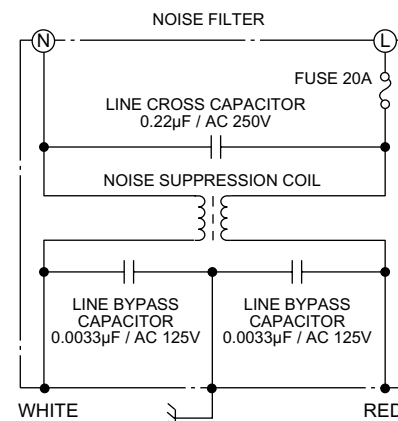 NOISE FILTER
N
L
FUSE 20A
LINE CROSS CAPACITOR
0.22µF / AC 250V
NOISE SUPPRESSION COIL
LINE BYPASS
CAPACITOR
0.0033µF / AC 125V
LINE BYPASS
CAPACITOR
0.0033µF / AC 125V
WHITE
RED